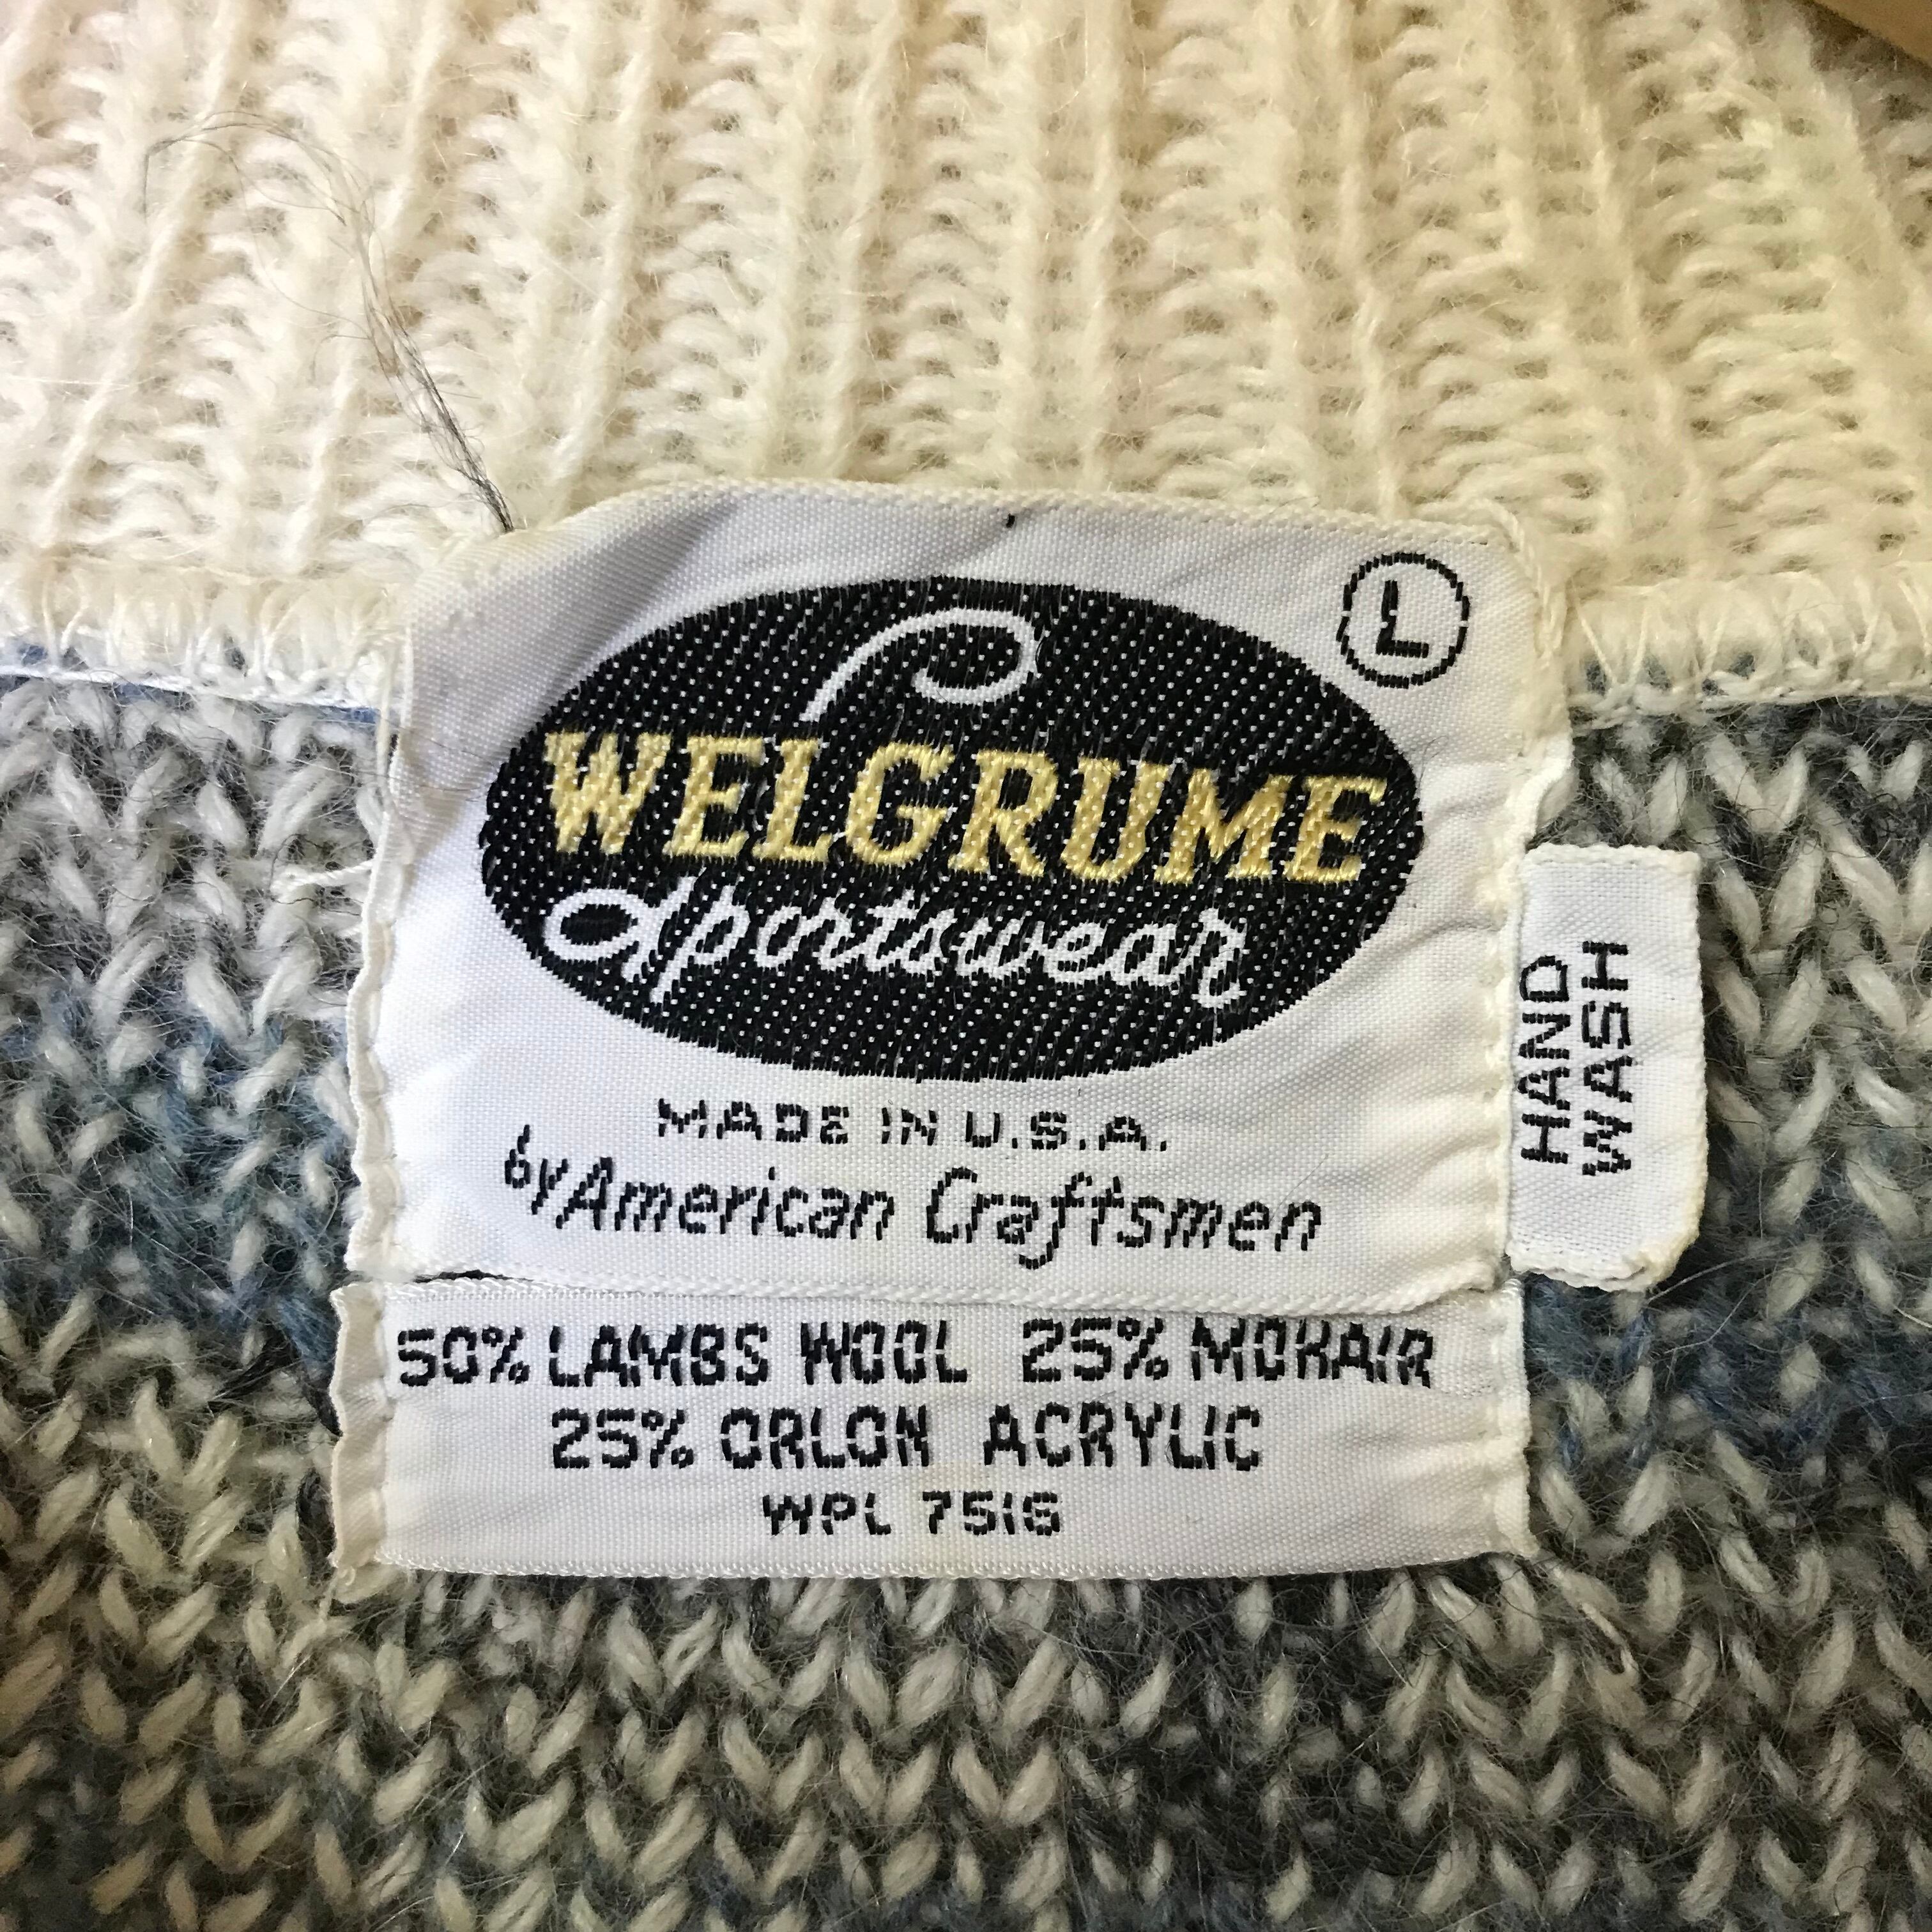 L
WELGRUME
Sportswear
MADE IN U.S.A.
by American Craftsmen
HAND
WASH
50% LAMBS WOOL 25% MOHAIR
25% ORLON ACRYLIC
WPL 7516